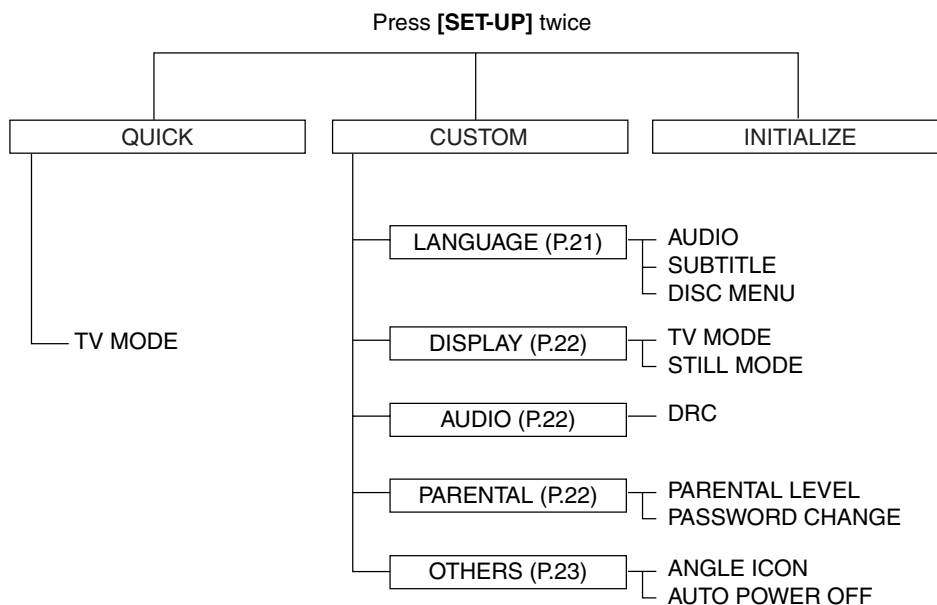 Press [SET-UP] twice
QUICK
CUSTOM
INITIALIZE
TV MODE
LANGUAGE (P.21)
AUDIO
SUBTITLE
DISC MENU
DISPLAY (P.22)
TV MODE
STILL MODE
AUDIO (P.22)
DRC
PARENTAL (P.22)
PARENTAL LEVEL
PASSWORD CHANGE
OTHERS (P.23)
ANGLE ICON
AUTO POWER OFF